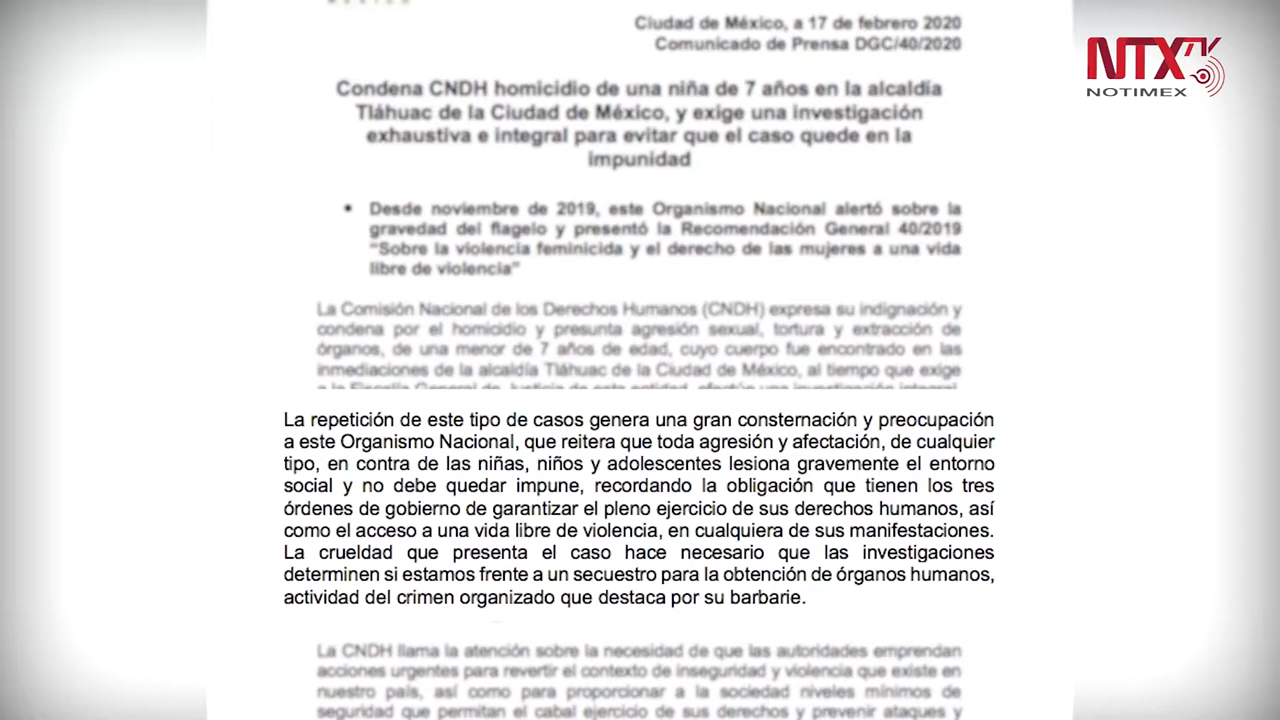 Ciudad de México, a 17 de febrero 2020
Comunicado de Prensa DGC/40/2020
NTX
NOTIMEX
Condena CNDH homicidio de una niña de 7 años en la alcaldía
Tláhuac de la Ciudad de México, y exige una investigación
exhaustiva e integral para evitar que el caso quede en la
impunidad
▪ Desde noviembre de 2019, este Organismo Nacional alertó sobre la
gravedad del flagelo y presentó la Recomendación General 40/2019
“Sobre la violencia feminicida y el derecho de las mujeres a una vida
libre de violencia”
La Comisión Nacional de los Derechos Humanos (CNDH) expresa su indignación y
condena por el homicidio y presunta agresión sexual, tortura y extracción de
órganos, de una menor de 7 años de edad, cuyo cuerpo fue encontrado en las
inmediaciones de la alcaldía Tláhuac de la Ciudad de México, al tiempo que exige
a la Fiscalía General de Justicia de esta entidad, efectúe una investigación integral,
La repetición de este tipo de casos genera una gran consternación y preocupación
a este Organismo Nacional, que reitera que toda agresión y afectación, de cualquier
tipo, en contra de las niñas, niños y adolescentes lesiona gravemente el entorno
social y no debe quedar impune, recordando la obligación que tienen los tres
órdenes de gobierno de garantizar el pleno ejercicio de sus derechos humanos, así
como el acceso a una vida libre de violencia, en cualquiera de sus manifestaciones.
La crueldad que presenta el caso hace necesario que las investigaciones
determinen si estamos frente a un secuestro para la obtención de órganos humanos,
actividad del crimen organizado que destaca por su barbarie.
La CNDH llama la atención sobre la necesidad de que las autoridades emprendan
acciones urgentes para revertir el contexto de inseguridad y violencia que existe en
nuestro país, así como para proporcionar a la sociedad niveles mínimos de
seguridad que permitan el cabal ejercicio de sus derechos y prevenir ataques y